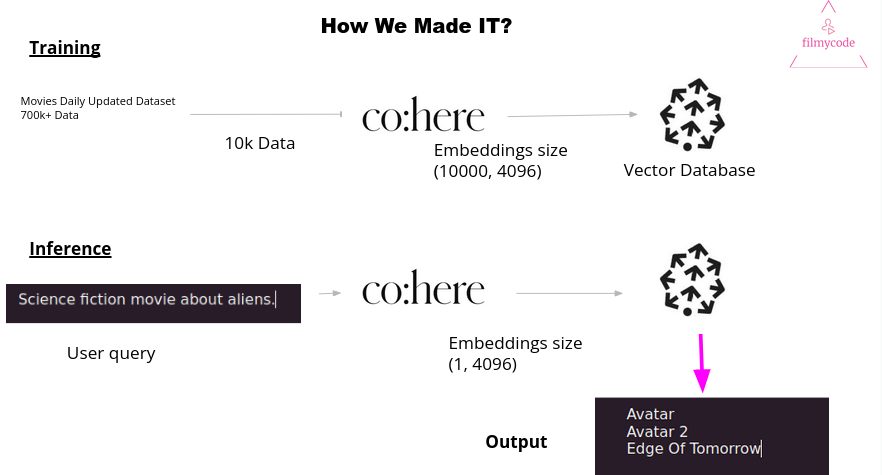 How We Made IT?
filmycode
Training
Movies Daily Updated Dataset
700k+ Data
10k Data
co:here
Embeddings size
(10000, 4096)
Vector Database
Inference
Science fiction movie about aliens.
User query
co:here
Embeddings size
(1, 4096)
Output
Avatar
Avatar 2
Edge Of Tomorrow